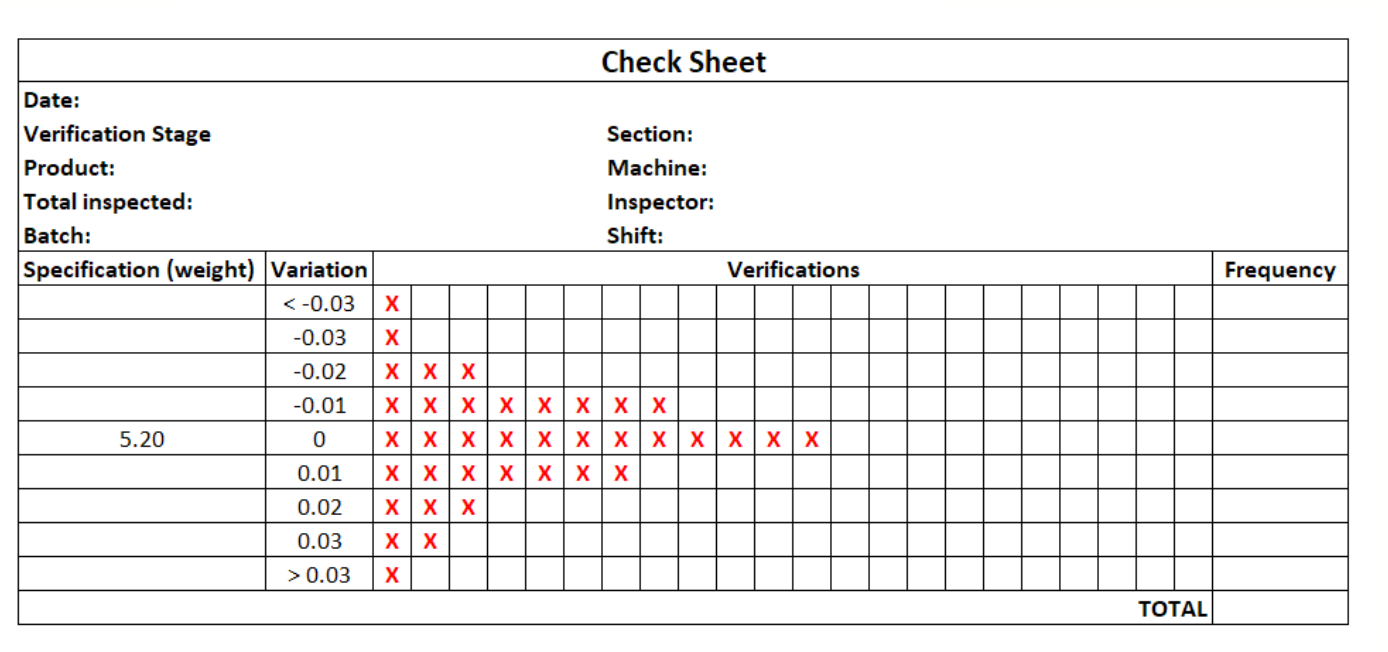 Check Sheet
Date:
Verification Stage Section:
Product: Machine:
Total inspected: Inspector:
Batch: Shift:
Specification (weight) Variation Verifications Frequency
< -0.03 X
-0.03 X
-0.02 X X X
-0.01 X X X X X X X X
5.20 0 X X X X X X X X X X X X
0.01 X X X X X X X
0.02 X X X
0.03 X X
> 0.03 X
TOTAL